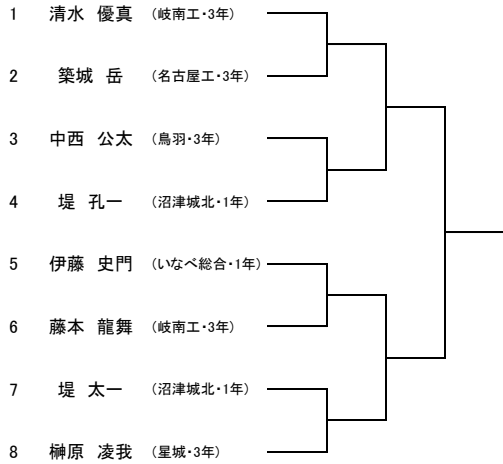 1 清水 優真 (岐南工・3年)
2 築城 岳 (名古屋工・3年)
3 中西 公太 (鳥羽・3年)
4 堤 孔一 (沼津城北・1年)
5 伊藤 史門 (いなべ総合・1年)
6 藤本 龍舞 (岐南工・3年)
7 堤 太一 (沼津城北・1年)
8 榊原 凌我 (星城・3年)